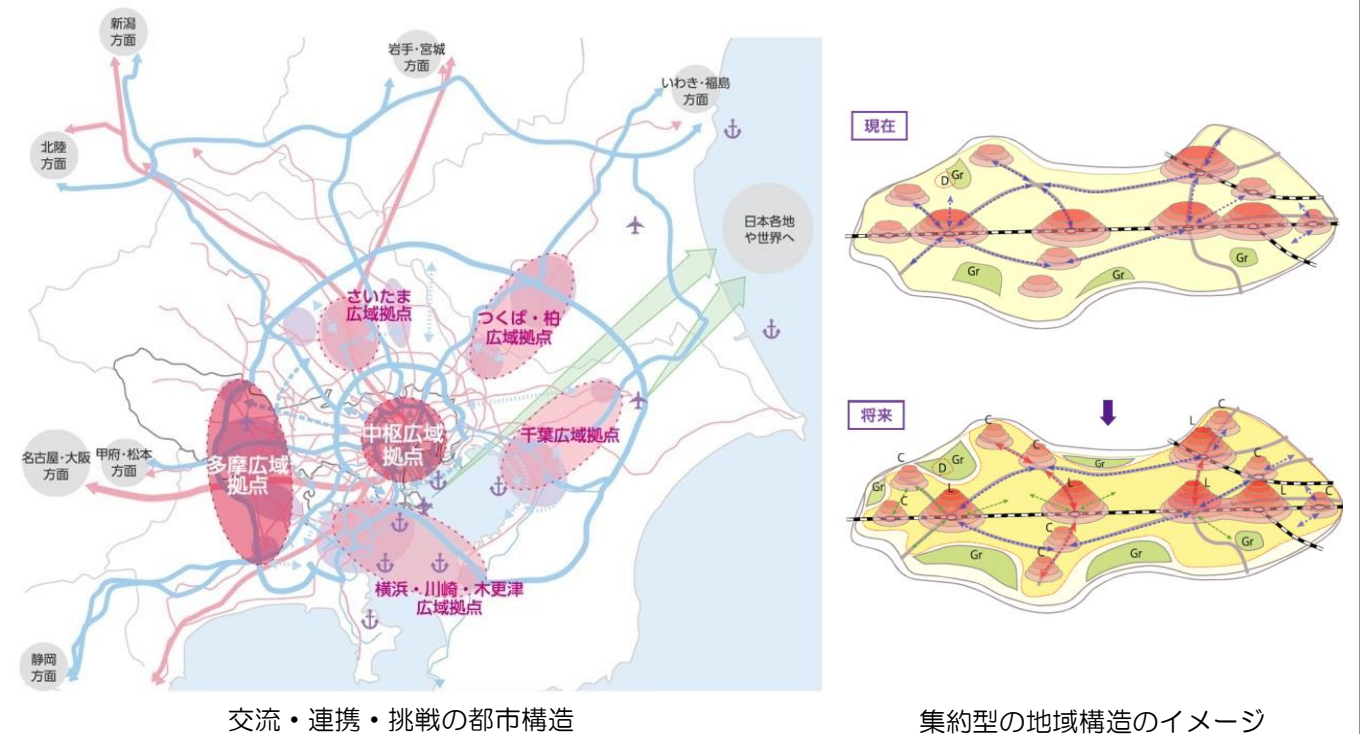 新潟
方面
岩手・宮城
方面
いわき・福島
方面
北陸
方面
日本各地
や世界へ
さいたま
広域拠点
つくば・柏
広域拠点
中枢広域
拠点
千葉広域拠点
多摩広域
拠点
名古屋・大阪
方面
甲府・松本
方面
横浜・川崎・木更津
広域拠点
静岡
方面
交流・連携・挑戦の都市構造
現在
D
Gr
Gr
Gr
Gr
将来
C
C
C
L
C
D
Gr
Gr
Gr
C
L
L
L
L
C
C
C
Gr
Gr
Gr
集約型の地域構造のイメージ